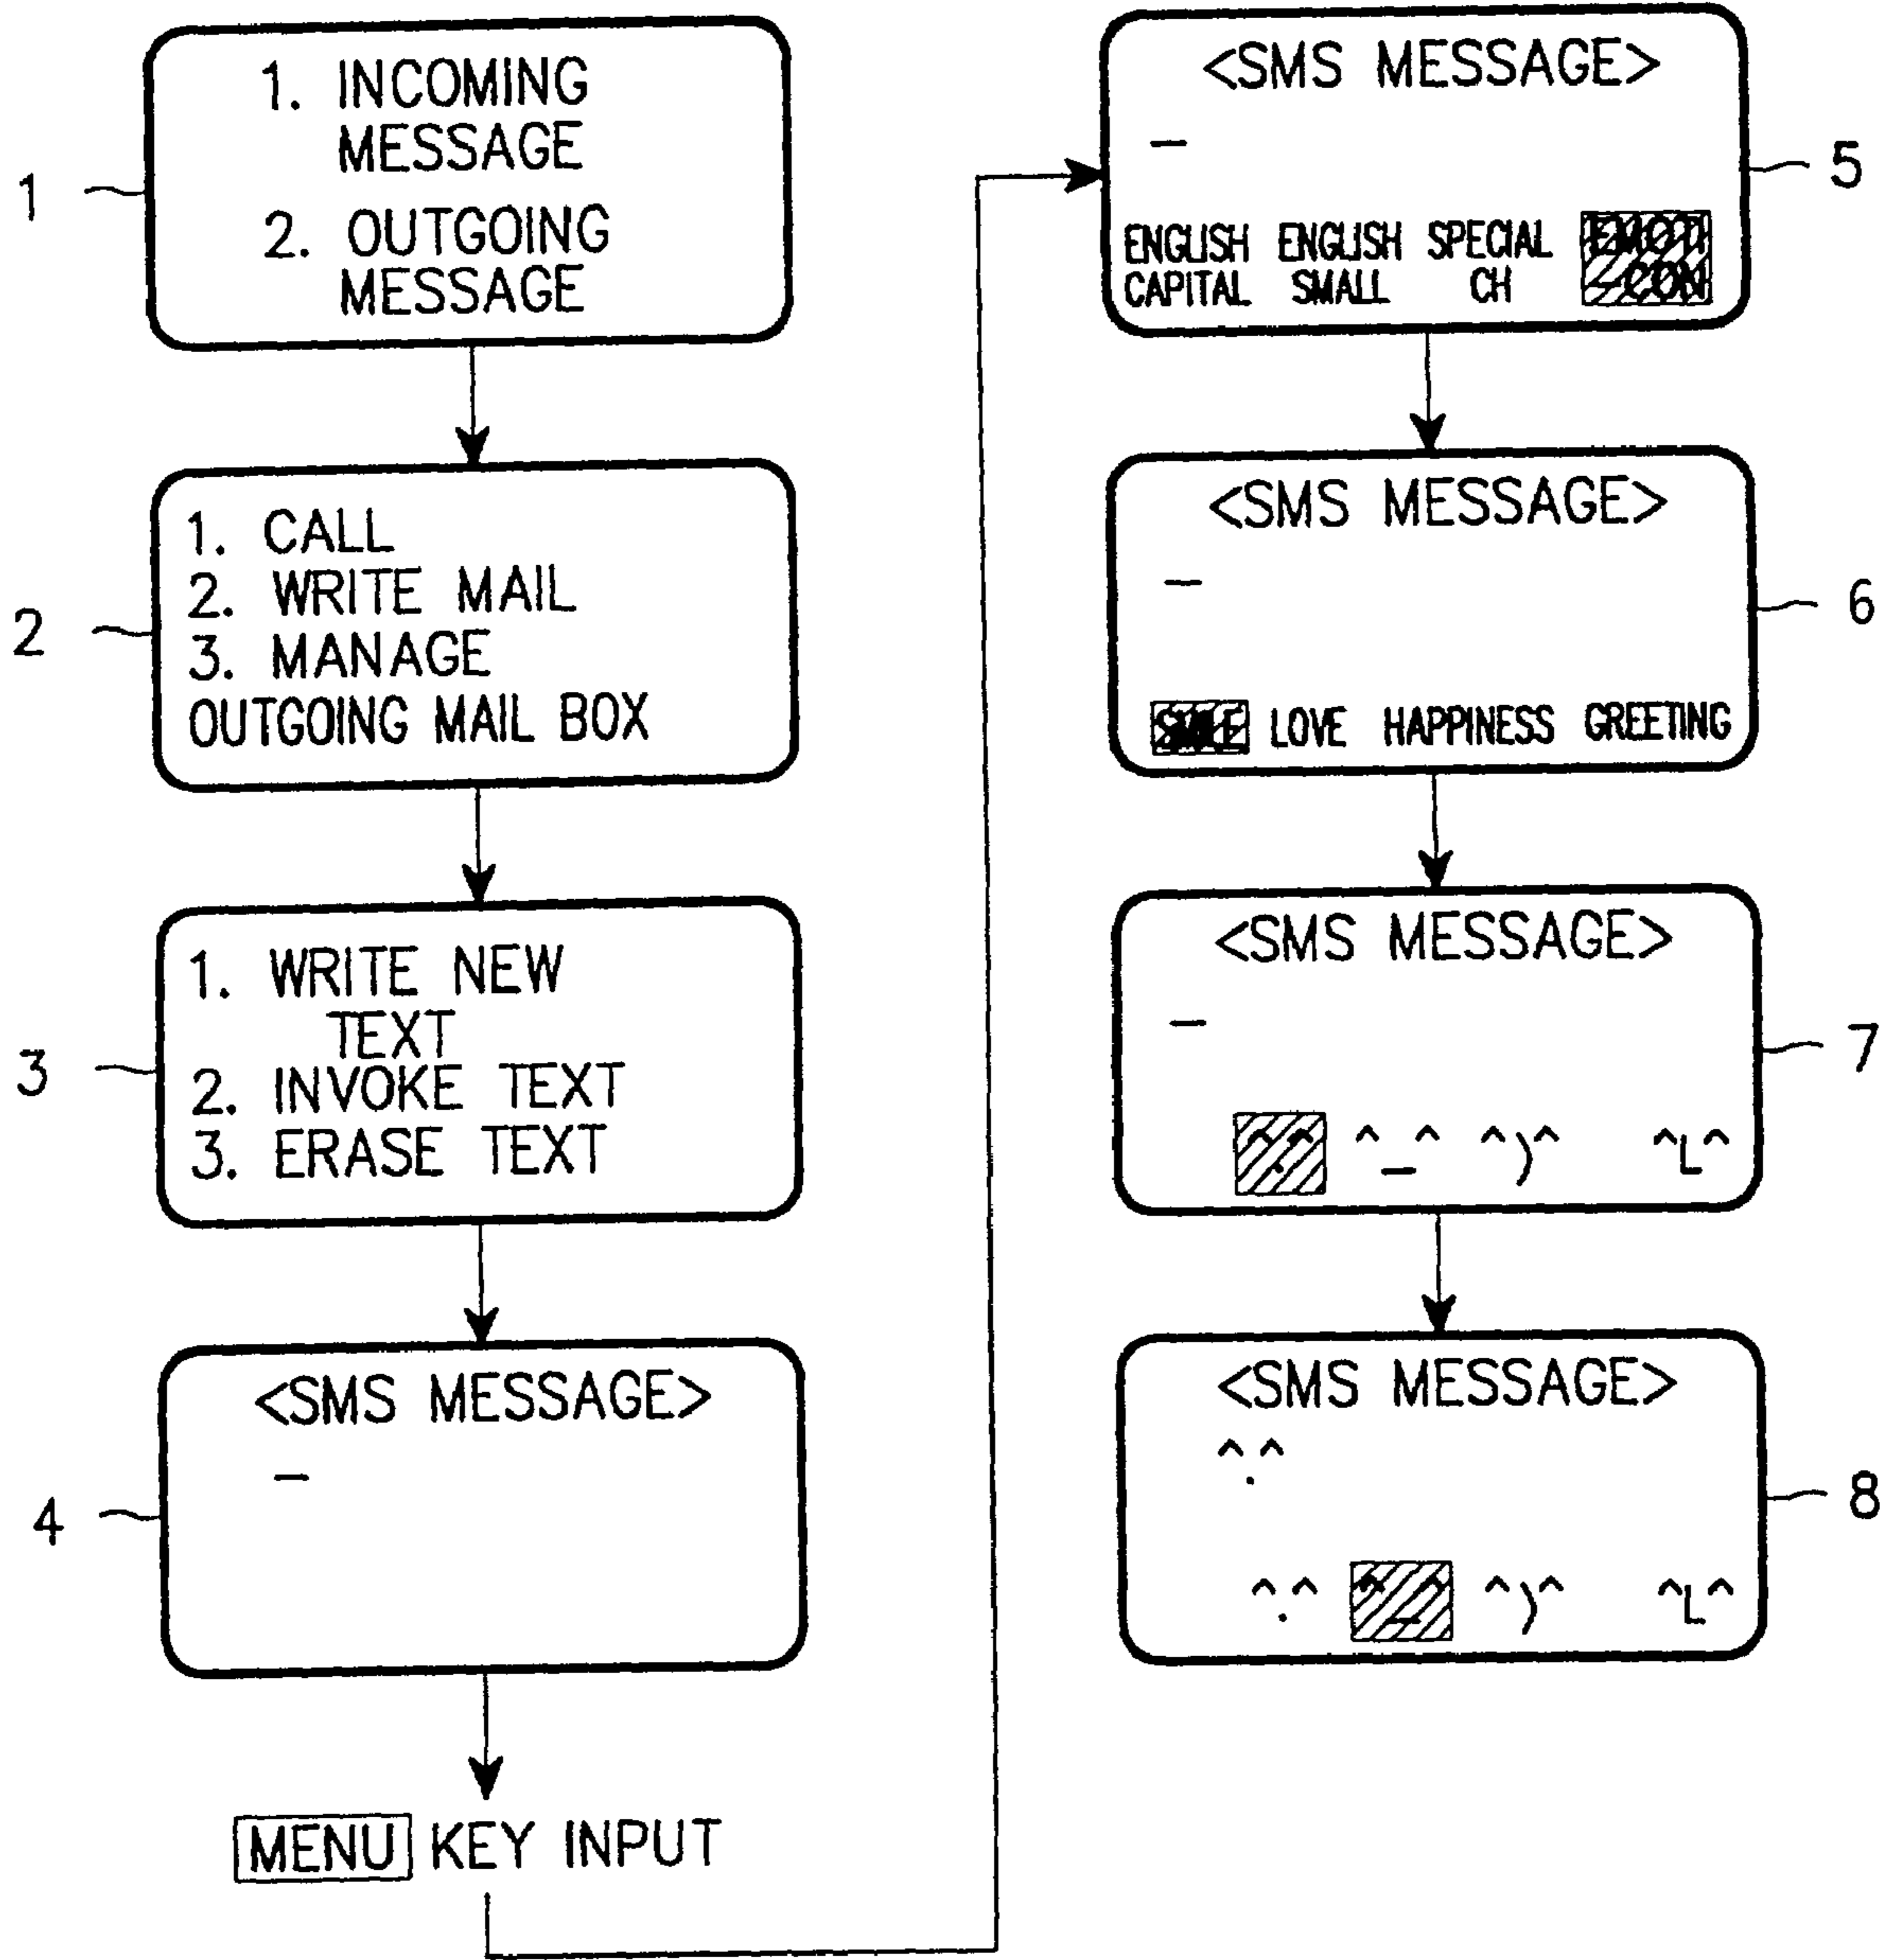 1. INCOMING
MESSAGE
2. OUTGOING
MESSAGE
1
1. CALL
2. WRITE MAIL
3. MANAGE
OUTGOING MAIL BOX
2
1. WRITE NEW
TEXT
2. INVOKE TEXT
3. ERASE TEXT
3
<SMS MESSAGE>
_
4
MENU KEY INPUT
<SMS MESSAGE>
_
ENGLISH ENGLISH SPECIAL EMOTI
CAPITAL SMALL CH -CON
5
<SMS MESSAGE>
_
LOVE HAPPINESS GREETING
6
<SMS MESSAGE>
_
^.^ ^_^ ^)^ ^L^
7
<SMS MESSAGE>
^.^
^.^ ^_^ ^)^ ^L^
8